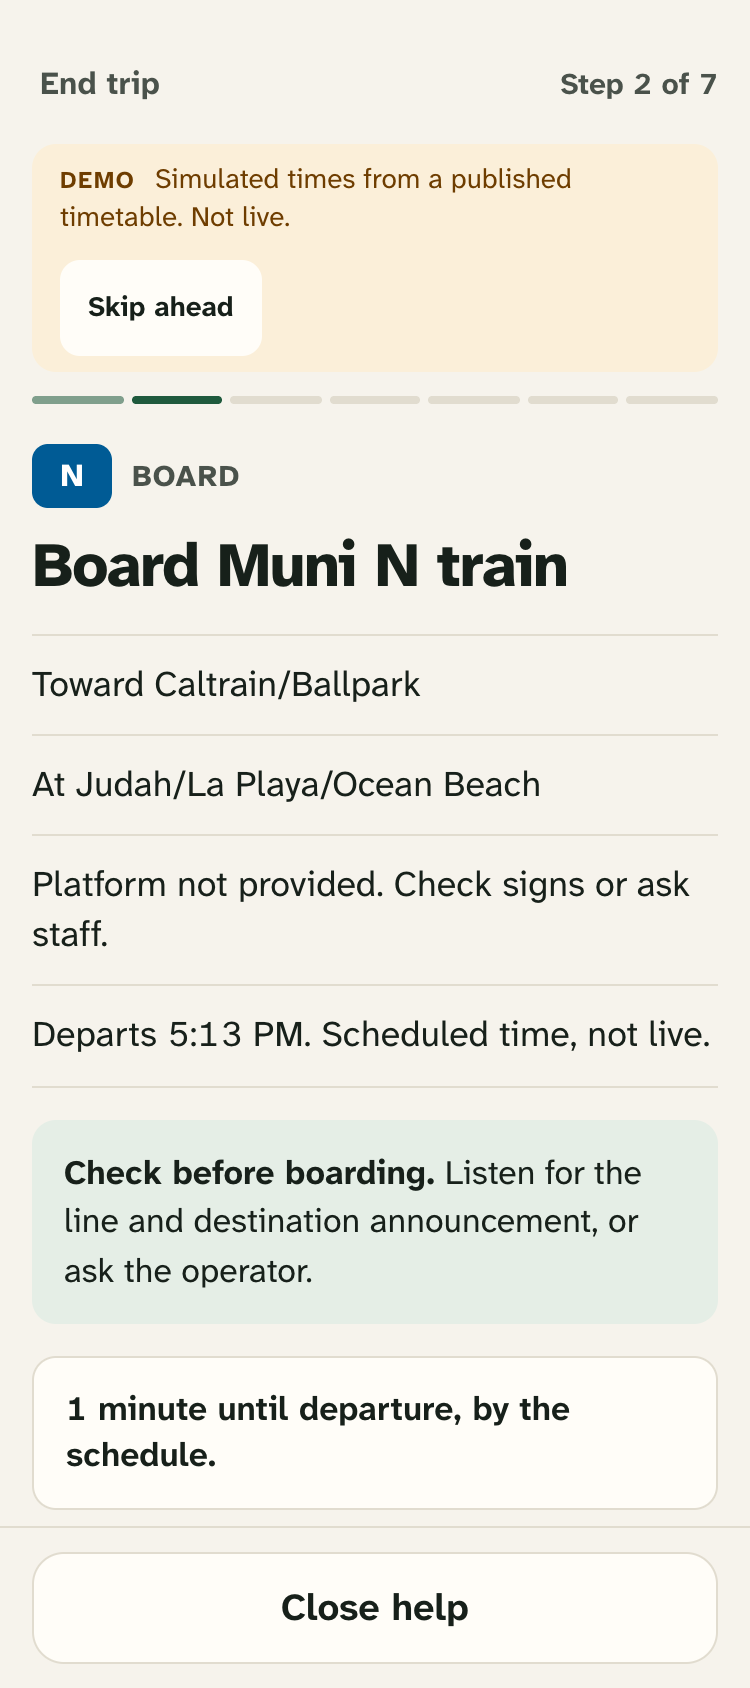 End trip
Step 2 of 7
DEMO Simulated times from a published
timetable. Not live.
Skip ahead
N BOARD
Board Muni N train
Toward Caltrain/Ballpark
At Judah/La Playa/Ocean Beach
Platform not provided. Check signs or ask
staff.
Departs 5:13 PM. Scheduled time, not live.
Check before boarding. Listen for the
line and destination announcement, or
ask the operator.
1 minute until departure, by the
schedule.
Close help